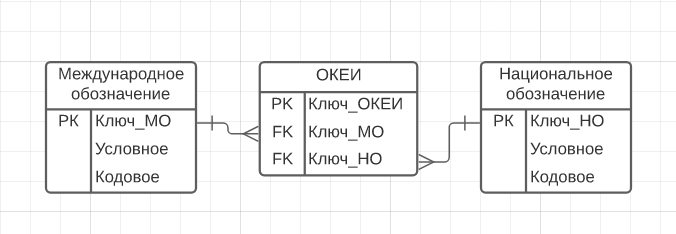 Международное
обозначение
PK Ключ_МО
Условное
Кодовое
ОКЕИ
PK Ключ_ОКЕИ
FK Ключ_МО
FK Ключ_НО
Национальное
обозначение
PK Ключ_НО
Условное
Кодовое